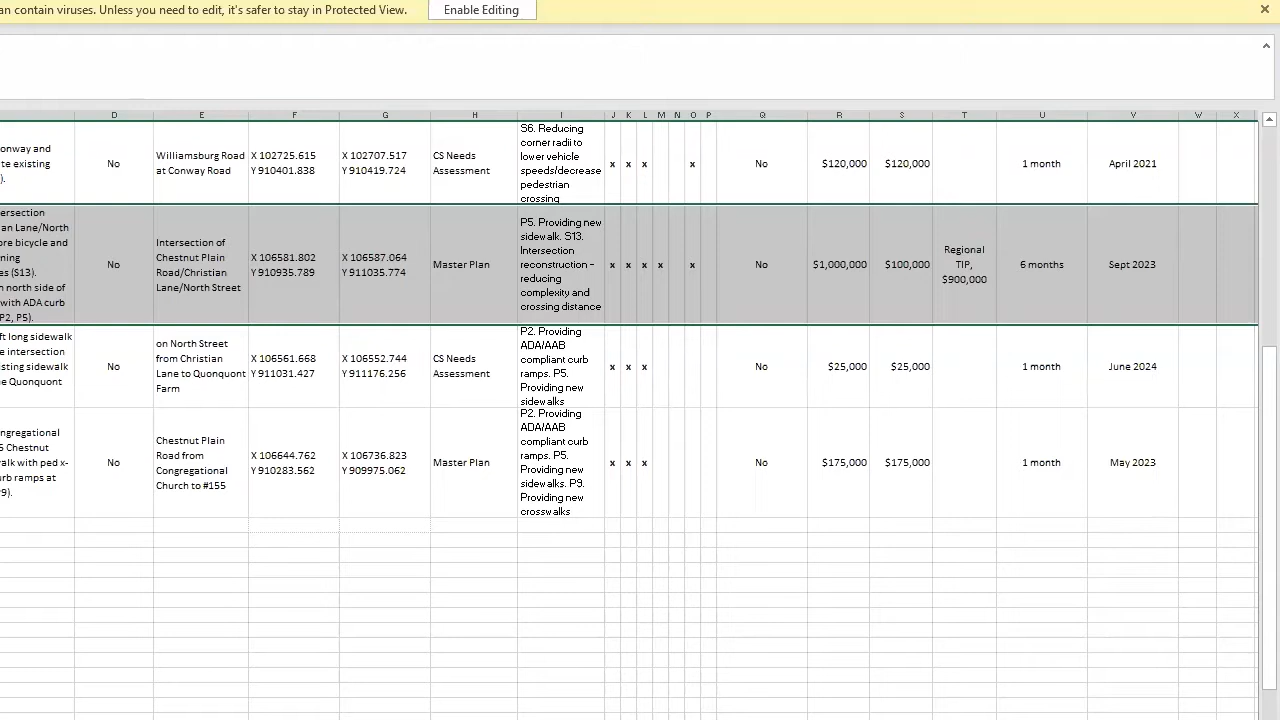 an contain viruses. Unless you need to edit, it's safer to stay in Protected View. Enable Editing
D E F G H I J K L M N O P Q R S T U V W X
onway and
te existing
).
No
Williamsburg Road
at Conway Road
X 102725.615
Y 910401.838
X 102707.517
Y 910419.724
CS Needs
Assessment
S6. Reducing
corner radii to
lower vehicle
speeds/decrease
pedestrian
crossing
x x x x
No
$120,000
$120,000
1 month
April 2021
ersection
an Lane/North
ore bicycle and
ning
es (S13).
n north side of
with ADA curb
P2, P5).
No
Intersection of
Chestnut Plain
Road/Christian
Lane/North Street
X 106581.802
Y 910935.789
X 106587.064
Y 911035.774
Master Plan
P5. Providing new
sidewalk. S13.
Intersection
reconstruction –
reducing
complexity and
crossing distance
x x x x x
No
$1,000,000
$100,000
Regional
TIP,
$900,000
6 months
Sept 2023
ft long sidewalk
e intersection
isting sidewalk
e Quonquont
No
on North Street
from Christian
Lane to Quonquont
Farm
X 106561.668
Y 911031.427
X 106552.744
Y 911176.256
CS Needs
Assessment
P2. Providing
ADA/AAB
compliant curb
ramps. P5.
Providing new
sidewalks
x x x
No
$25,000
$25,000
1 month
June 2024
ngregational
5 Chestnut
alk with ped x-
urb ramps at
9).
No
Chestnut Plain
Road from
Congregational
Church to #155
X 106644.762
Y 910283.562
X 106736.823
Y 909975.062
Master Plan
P2. Providing
ADA/AAB
compliant curb
ramps. P5.
Providing new
sidewalks. P9.
Providing new
crosswalks
x x x
No
$175,000
$175,000
1 month
May 2023